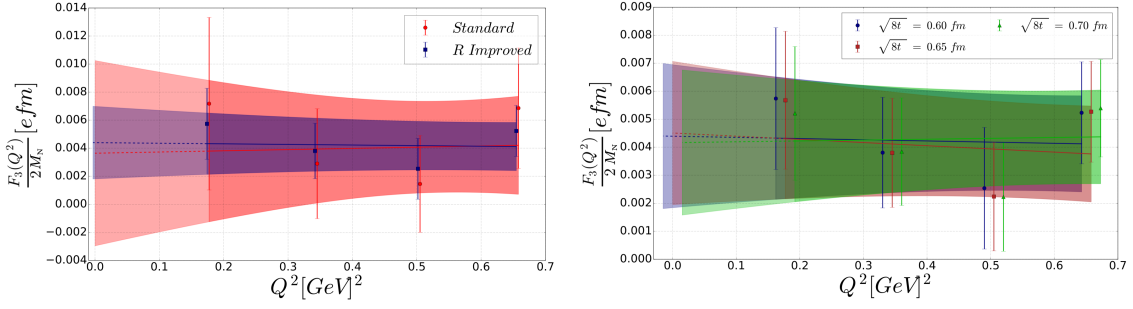 0.014
0.012
0.010
0.008
0.006
0.004
0.002
0.000
−0.002
−0.004
0.0 0.1 0.2 0.3 0.4 0.5 0.6 0.7
F₃(Q²)/2M_N [efm]
Q²[GeV]²
Standard
R Improved
0.009
0.008
0.007
0.006
0.005
0.004
0.003
0.002
0.001
0.000
0.0 0.1 0.2 0.3 0.4 0.5 0.6 0.7
F₃(Q²)/2M_N [efm]
Q²[GeV]²
√8t = 0.60 fm
√8t = 0.65 fm
√8t = 0.70 fm